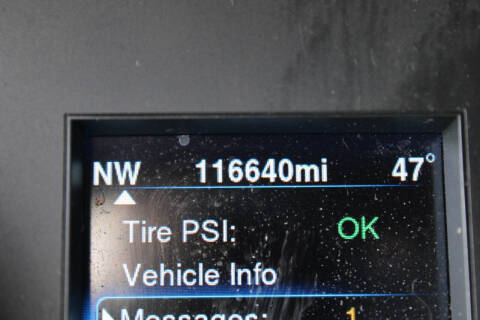 NW 116640mi 47°
Tire PSI: OK
Vehicle Info
Messages: 1